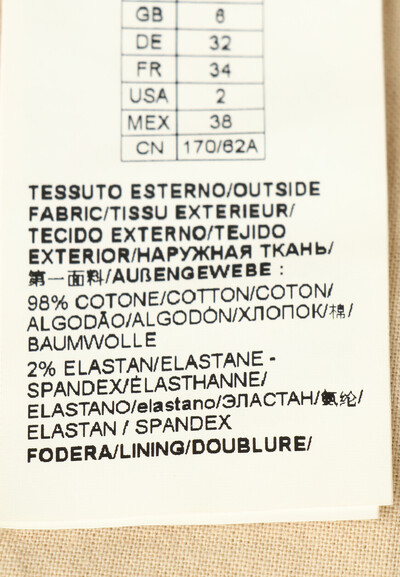 GB 6
DE 32
FR 34
USA 2
MEX 38
CN 170/62A
TESSUTO ESTERNO/OUTSIDE
FABRIC/TISSU EXTERIEUR/
TECIDO EXTERNO/TEJIDO
EXTERIOR/НАРУЖНАЯ ТКАНЬ/
第一面料/AUßENGEWEBE :
98% COTONE/COTTON/COTON/
ALGODÃO/ALGODÓN/ХЛОПОК/棉/
BAUMWOLLE
2% ELASTAN/ELASTANE -
SPANDEX/ÉLASTHANNE/
ELASTANO/elastano/ЭЛАСТАН/氨纶/
ELASTAN / SPANDEX
FODERA/LINING/DOUBLURE/